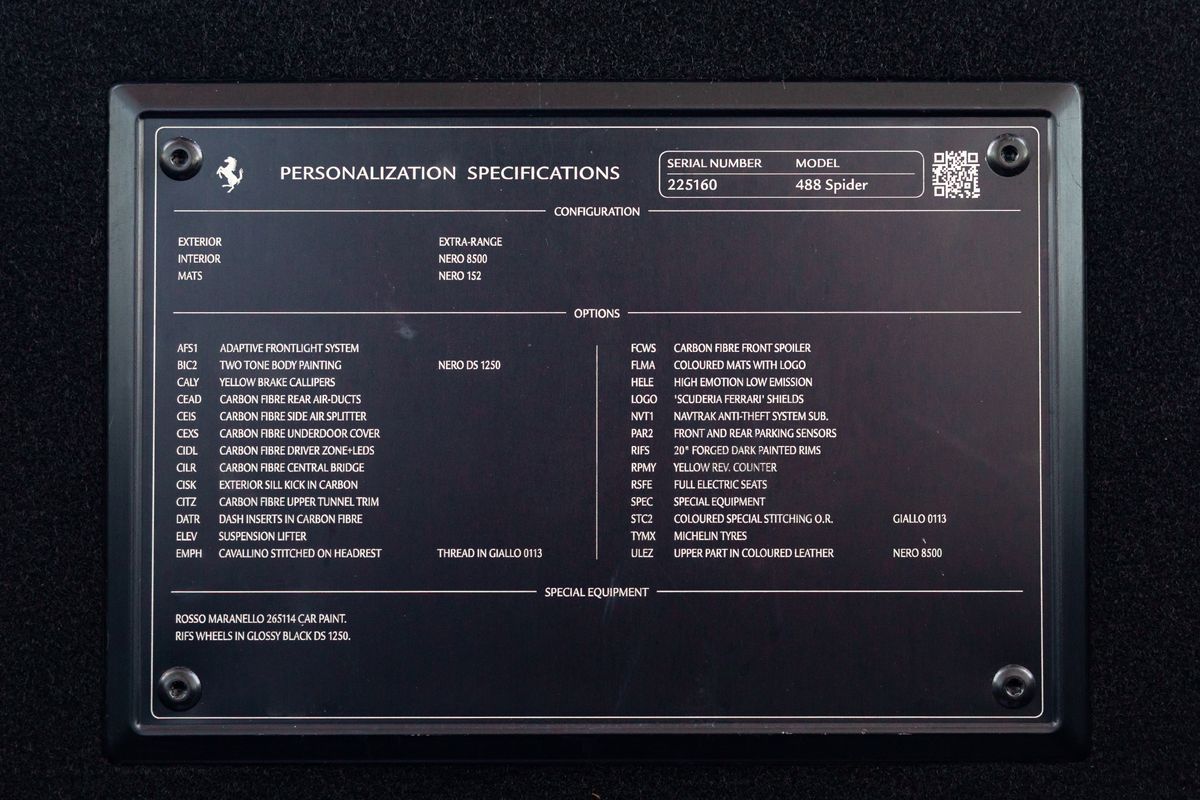 PERSONALIZATION SPECIFICATIONS
SERIAL NUMBER MODEL
225160 488 Spider
CONFIGURATION
EXTERIOR EXTRA-RANGE
INTERIOR NERO 8500
MATS NERO 152
OPTIONS
AFS1 ADAPTIVE FRONTLIGHT SYSTEM
BIC2 TWO TONE BODY PAINTING NERO DS 1250
CALY YELLOW BRAKE CALLIPERS
CEAD CARBON FIBRE REAR AIR-DUCTS
CEIS CARBON FIBRE SIDE AIR SPLITTER
CEXS CARBON FIBRE UNDERDOOR COVER
CIDL CARBON FIBRE DRIVER ZONE+LEDS
CILR CARBON FIBRE CENTRAL BRIDGE
CISK EXTERIOR SILL KICK IN CARBON
CITZ CARBON FIBRE UPPER TUNNEL TRIM
DATR DASH INSERTS IN CARBON FIBRE
ELEV SUSPENSION LIFTER
EMPH CAVALLINO STITCHED ON HEADREST THREAD IN GIALLO 0113
FCWS CARBON FIBRE FRONT SPOILER
FLMA COLOURED MATS WITH LOGO
HELE HIGH EMOTION LOW EMISSION
LOGO 'SCUDERIA FERRARI' SHIELDS
NVT1 NAVTRAK ANTI-THEFT SYSTEM SUB.
PAR2 FRONT AND REAR PARKING SENSORS
RIFS 20" FORGED DARK PAINTED RIMS
RPMY YELLOW REV. COUNTER
RSFE FULL ELECTRIC SEATS
SPEC SPECIAL EQUIPMENT
STC2 COLOURED SPECIAL STITCHING O.R. GIALLO 0113
TYMX MICHELIN TYRES
ULEZ UPPER PART IN COLOURED LEATHER NERO 8500
SPECIAL EQUIPMENT
ROSSO MARANELLO 265114 CAR PAINT.
RIFS WHEELS IN GLOSSY BLACK DS 1250.